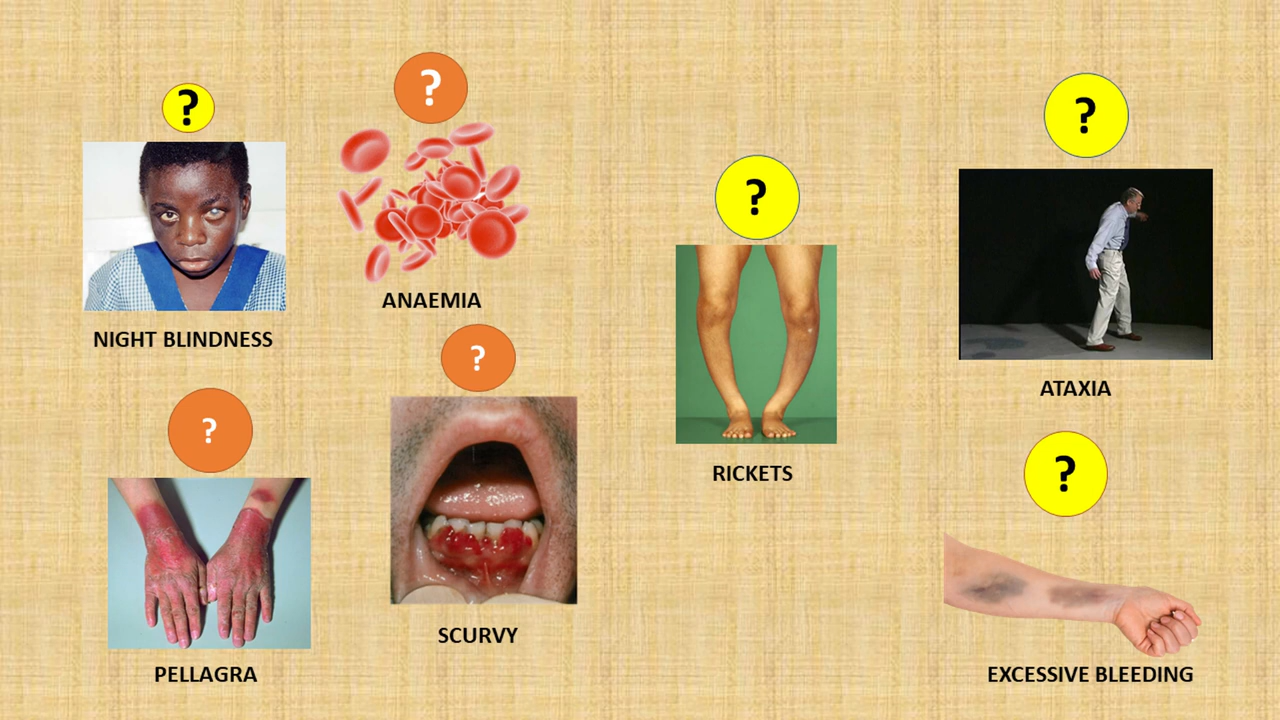 ?
NIGHT BLINDNESS
?
ANAEMIA
?
PELLAGRA
?
SCURVY
?
RICKETS
?
ATAXIA
?
EXCESSIVE BLEEDING